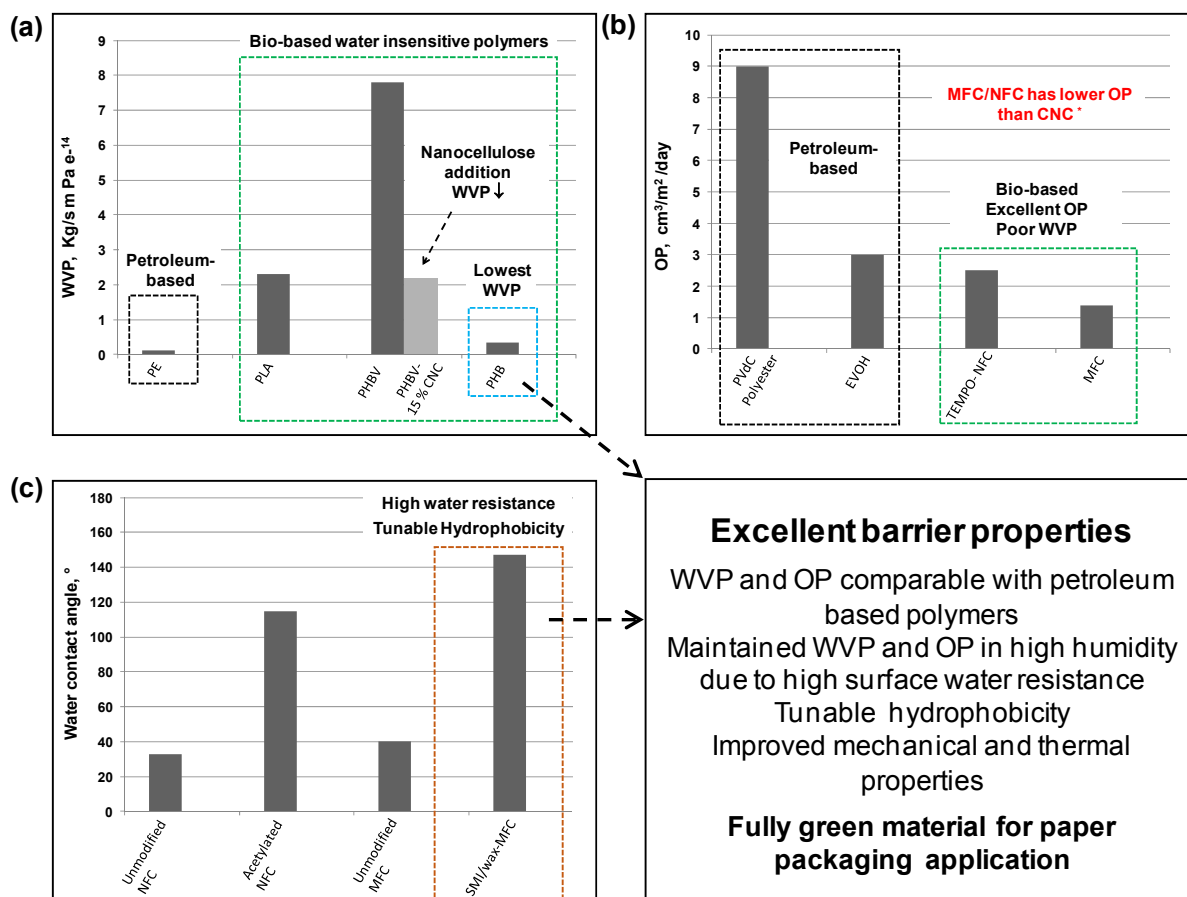 (a)
9
8
7
6
5
4
3
2
1
0
WVP, Kg/sm Pa e-¹⁴
Bio-based water insensitive polymers
Nanocellulose
addition
WVP ↓
Petroleum-
based
Lowest
WVP
PE
PLA
PHBV
PHBV-
15 % CNC
PHB
(b)
10
9
8
7
6
5
4
3
2
1
0
OP, cm³/m² /day
MFC/NFC has lower OP
than CNC *
Petroleum-
based
Bio-based
Excellent OP
Poor WVP
PVdC
Polyester
EVOH
TEMPO- NFC
MFC
(c)
180
160
140
120
100
80
60
40
20
0
Water contact angle, °
High water resistance
Tunable Hydrophobicity
Unmodified
NFC
Acetylated
NFC
Unmodified
MFC
SMI/wax-MFC
Excellent barrier properties
WVP and OP comparable with petroleum
based polymers
Maintained WVP and OP in high humidity
due to high surface water resistance
Tunable hydrophobicity
Improved mechanical and thermal
properties
Fully green material for paper
packaging application